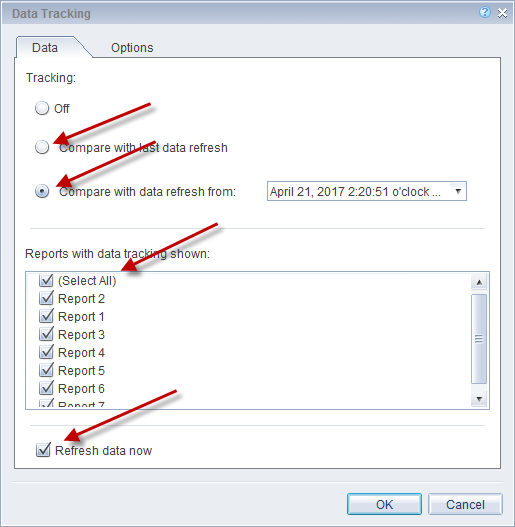 Data Tracking
Data Options
Tracking:
Off
Compare with last data refresh
Compare with data refresh from: April 21, 2017 2:20:51 o'clock ...
Reports with data tracking shown:
(Select All)
Report 2
Report 1
Report 3
Report 4
Report 5
Report 6
Report 7
Refresh data now
OK Cancel